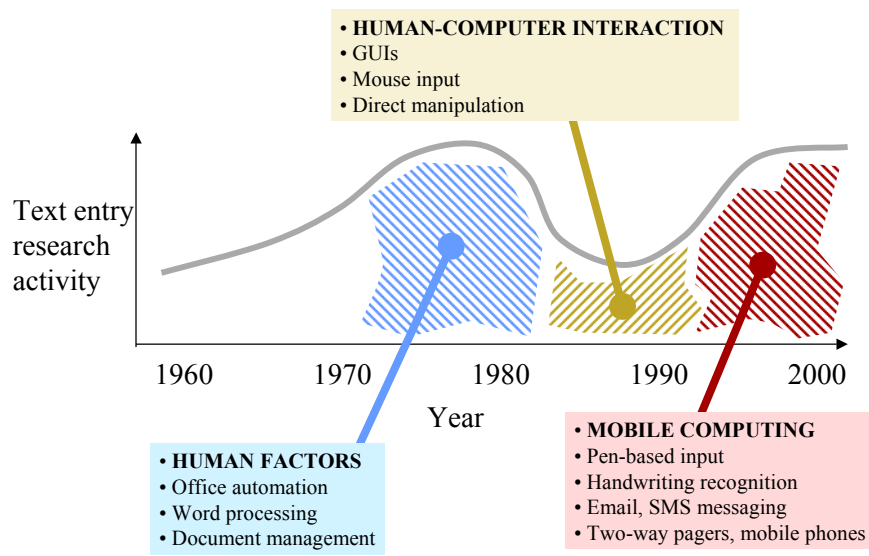 • HUMAN-COMPUTER INTERACTION
• GUIs
• Mouse input
• Direct manipulation
Text entry
research
activity
1960
1970
1980
1990
2000
Year
• HUMAN FACTORS
• Office automation
• Word processing
• Document management
• MOBILE COMPUTING
• Pen-based input
• Handwriting recognition
• Email, SMS messaging
• Two-way pagers, mobile phones